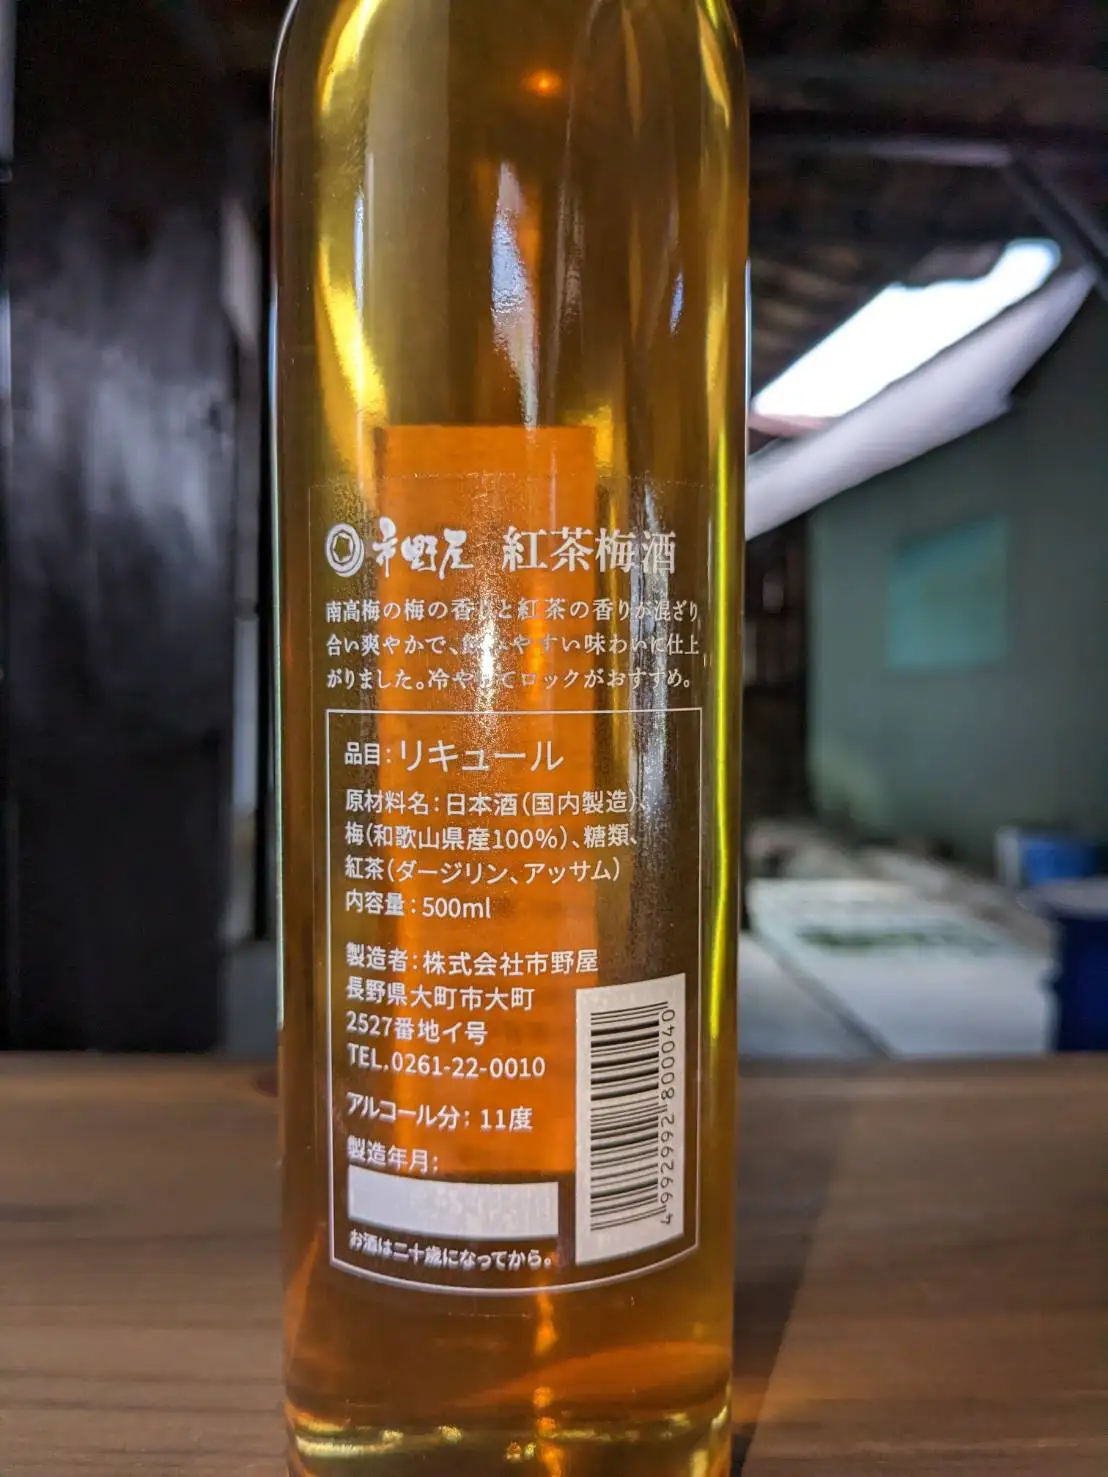 市野屋 紅茶梅酒
南高梅の梅の香りと紅茶の香りが混ざり
合い爽やかで、飲みやすい味わいに仕上
がりました。冷やしてロックがおすすめ。
品目：リキュール
原材料名：日本酒（国内製造）、
梅（和歌山県産100％）、糖類、
紅茶（ダージリン、アッサム）
内容量：500ml
製造者：株式会社市野屋
長野県大町市大町
2527番地イ号
TEL.0261-22-0010
アルコール分：11度
製造年月：
お酒は二十歳になってから。
4992992800040